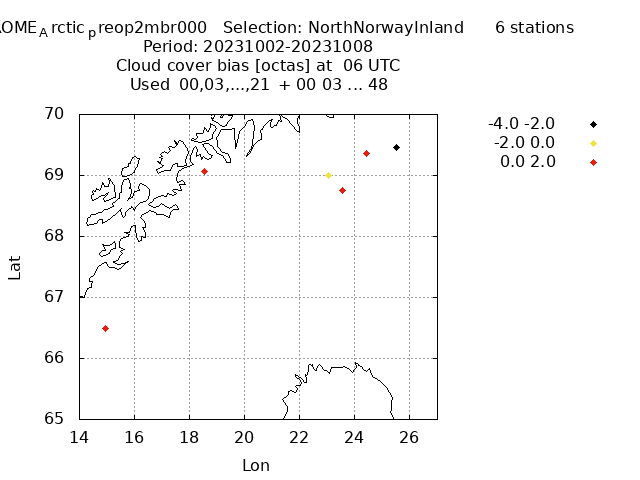 ROME_Arctic_preop2mbr000 Selection: NorthNorwayInland 6 stations
Period: 20231002-20231008
Cloud cover bias [octas] at 06 UTC
Used 00,03,...,21 + 00 03 ... 48
-4.0 -2.0
-2.0 0.0
0.0 2.0
70
69
68
67
66
65
Lat
14 16 18 20 22 24 26
Lon